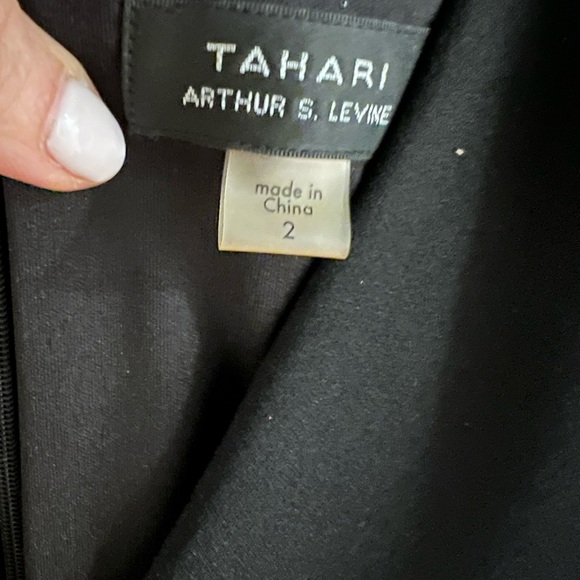 TAHARI
ARTHUR S. LEVINE
made in
China
2